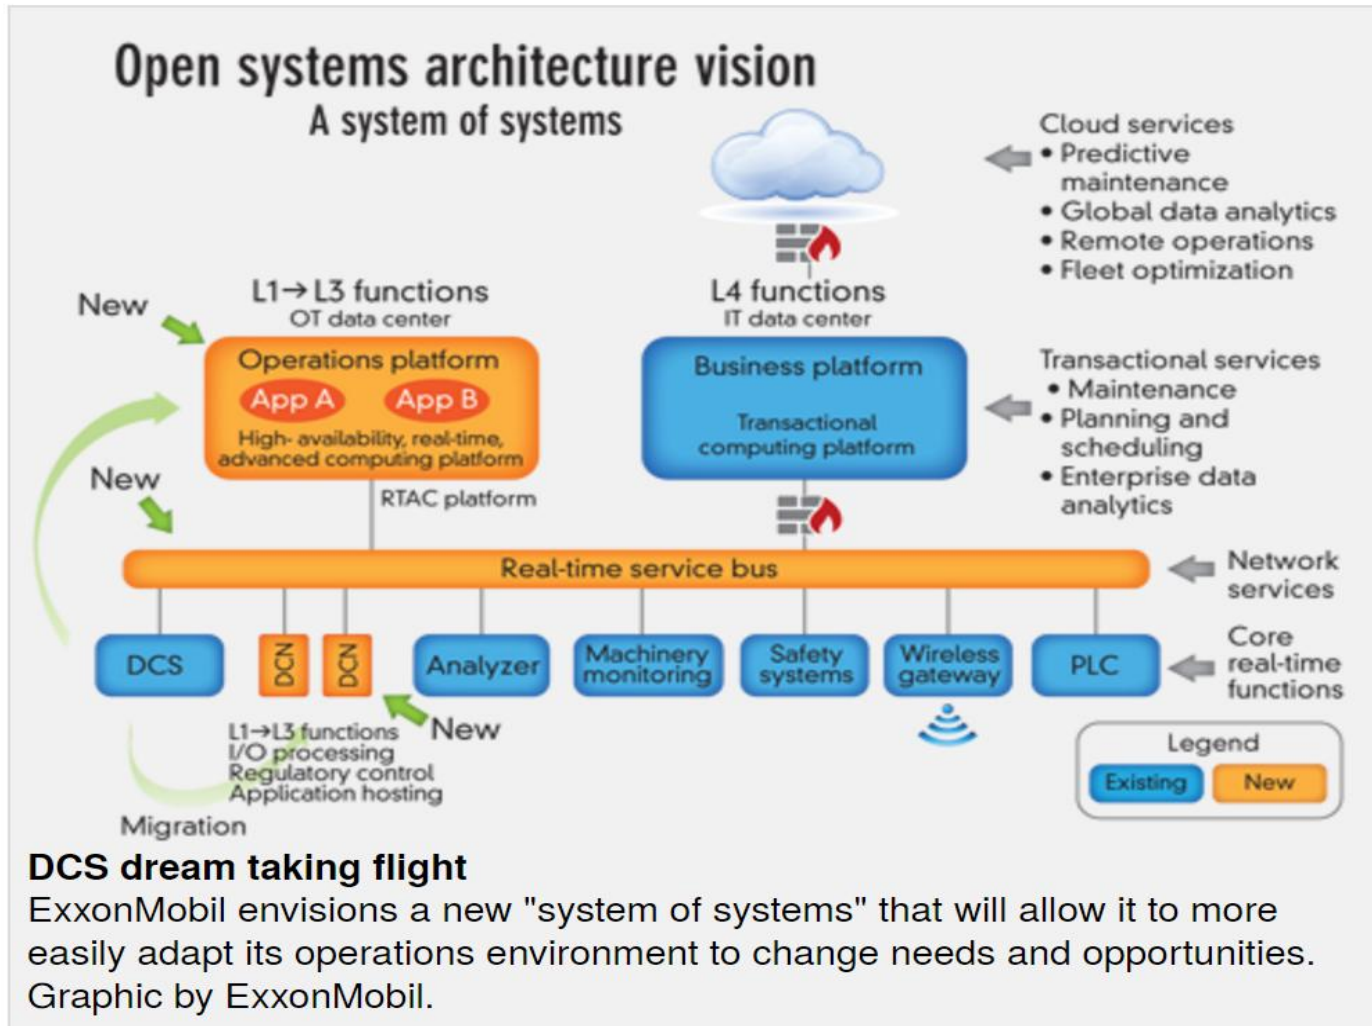 Open systems architecture vision
A system of systems
Cloud services
• Predictive
maintenance
• Global data analytics
• Remote operations
• Fleet optimization
New
L1→L3 functions
OT data center
L4 functions
IT data center
Operations platform
App A
App B
High- availability, real-time,
advanced computing platform
Business platform
Transactional
computing platform
Transactional services
• Maintenance
• Planning and
scheduling
• Enterprise data
analytics
New
RTAC platform
Real-time service bus
Network
services
DCS
DCN
DCN
Analyzer
Machinery
monitoring
Safety
systems
Wireless
gateway
PLC
Core
real-time
functions
New
L1→L3 functions
I/O processing
Regulatory control
Application hosting
Migration
Legend
Existing
New
DCS dream taking flight
ExxonMobil envisions a new "system of systems" that will allow it to more
easily adapt its operations environment to change needs and opportunities.
Graphic by ExxonMobil.